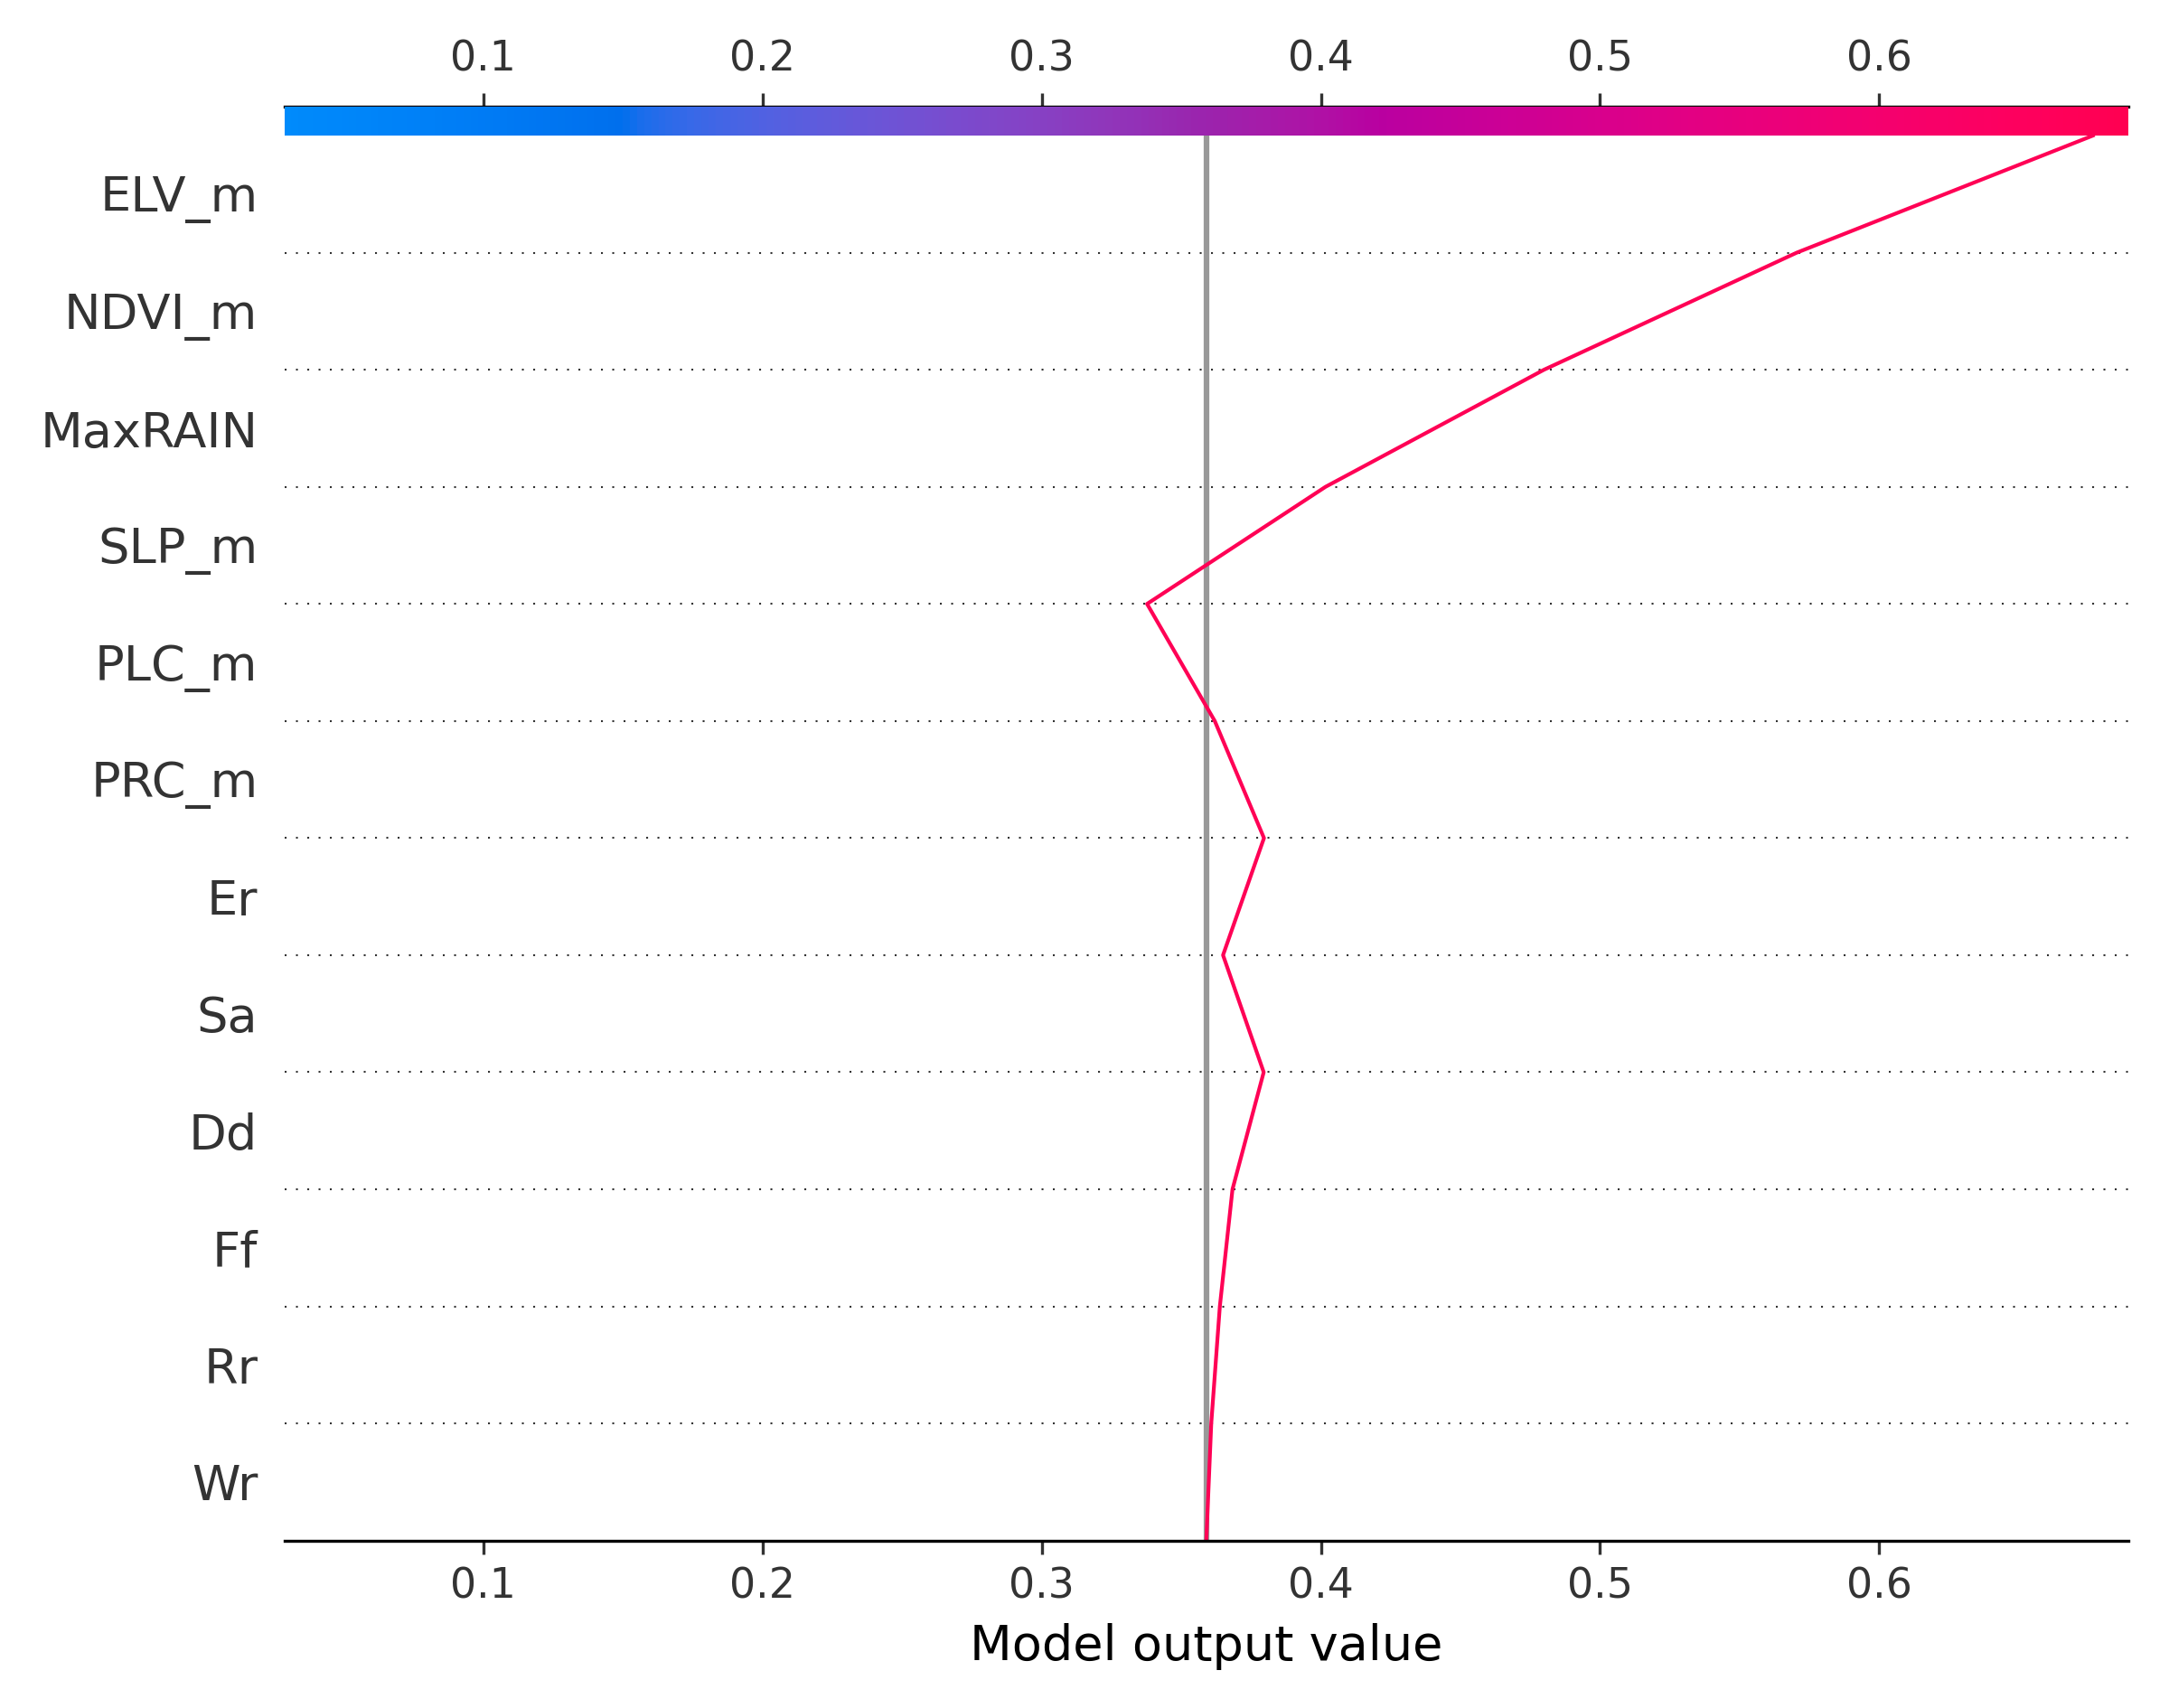 0.1 0.2 0.3 0.4 0.5 0.6
ELV_m
NDVI_m
MaxRAIN
SLP_m
PLC_m
PRC_m
Er
Sa
Dd
Ff
Rr
Wr
0.1 0.2 0.3 0.4 0.5 0.6
Model output value